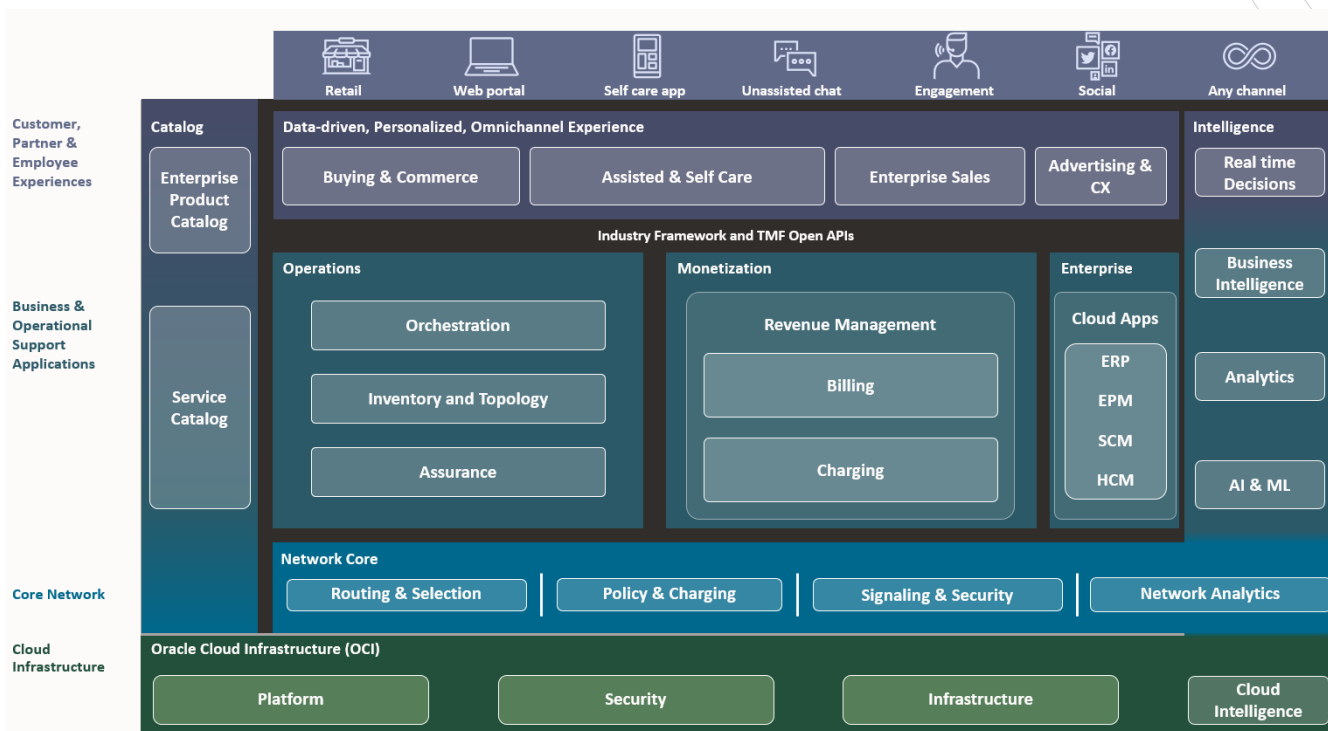 Retail
Web portal
Self care app
Unassisted chat
Engagement
Social
Any channel
Customer,
Partner &
Employee
Experiences
Catalog
Enterprise
Product
Catalog
Data-driven, Personalized, Omnichannel Experience
Buying & Commerce
Assisted & Self Care
Enterprise Sales
Advertising &
CX
Intelligence
Real time
Decisions
Industry Framework and TMF Open APIs
Business &
Operational
Support
Applications
Service
Catalog
Operations
Orchestration
Inventory and Topology
Assurance
Monetization
Revenue Management
Billing
Charging
Enterprise
Cloud Apps
ERP
EPM
SCM
HCM
Business
Intelligence
Analytics
AI & ML
Core Network
Network Core
Routing & Selection
Policy & Charging
Signaling & Security
Network Analytics
Cloud
Infrastructure
Oracle Cloud Infrastructure (OCI)
Platform
Security
Infrastructure
Cloud
Intelligence